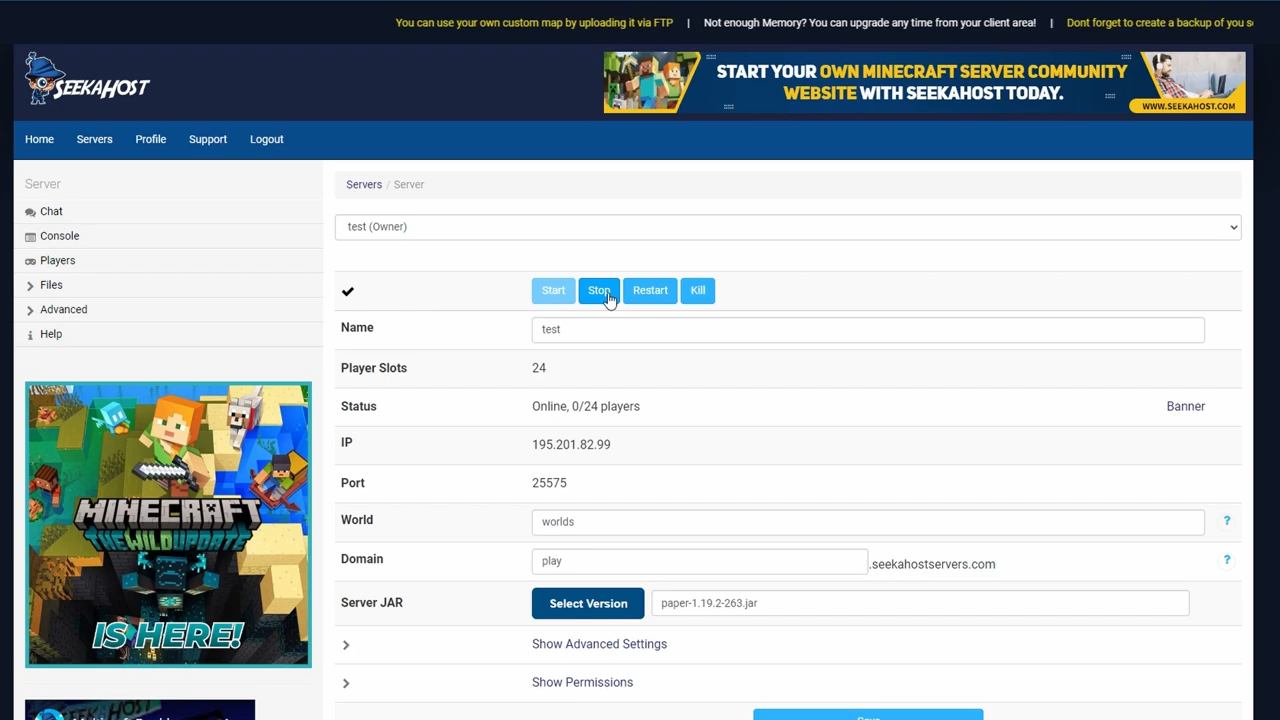 You can use your own custom map by uploading it via FTP | Not enough Memory? You can upgrade any time from your client area! | Dont forget to create a backup of you s
SEEKAHOST
START YOUR OWN MINECRAFT SERVER COMMUNITY
WEBSITE WITH SEEKAHOST TODAY.
WWW.SEEKAHOST.COM
Home Servers Profile Support Logout
Server
Chat
Console
Players
Files
Advanced
Help
MINECRAFT
THE WILD UPDATE
IS HERE!
SEEK A HOST
Servers / Server
test (Owner)
Start Stop Restart Kill
Name test
Player Slots 24
Status Online, 0/24 players Banner
IP 195.201.82.99
Port 25575
World worlds ?
Domain play .seekahostservers.com ?
Server JAR Select Version paper-1.19.2-263.jar
Show Advanced Settings
Show Permissions